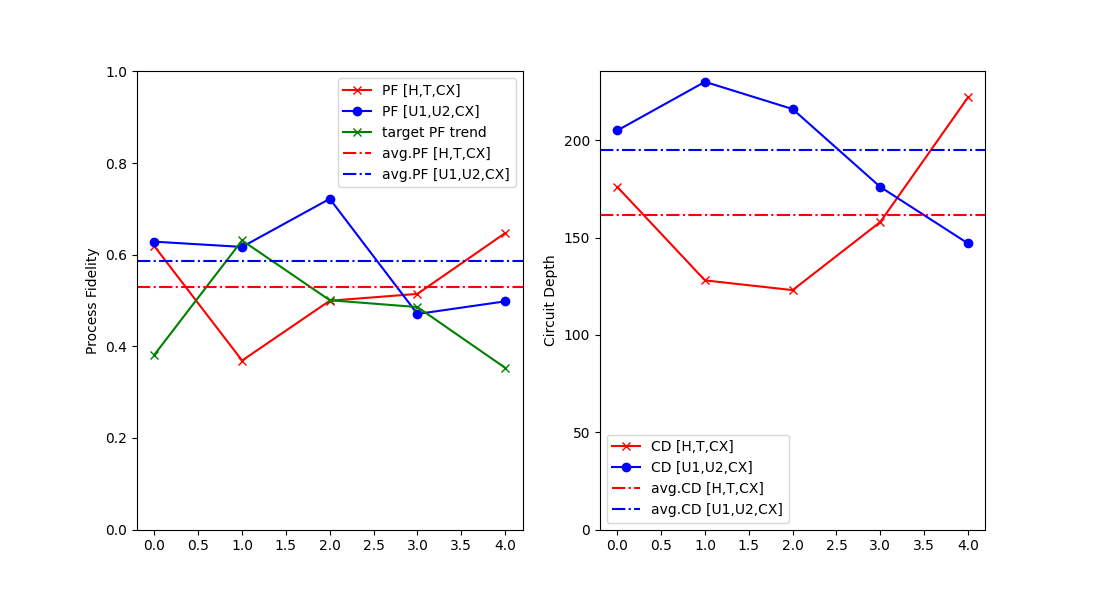 1.0
0.8
0.6
0.4
0.2
0.0
Process Fidelity
PF [H,T,CX]
PF [U1,U2,CX]
target PF trend
avg.PF [H,T,CX]
avg.PF [U1,U2,CX]
0.0 0.5 1.0 1.5 2.0 2.5 3.0 3.5 4.0
200
150
100
50
0
Circuit Depth
CD [H,T,CX]
CD [U1,U2,CX]
avg.CD [H,T,CX]
avg.CD [U1,U2,CX]
0.0 0.5 1.0 1.5 2.0 2.5 3.0 3.5 4.0